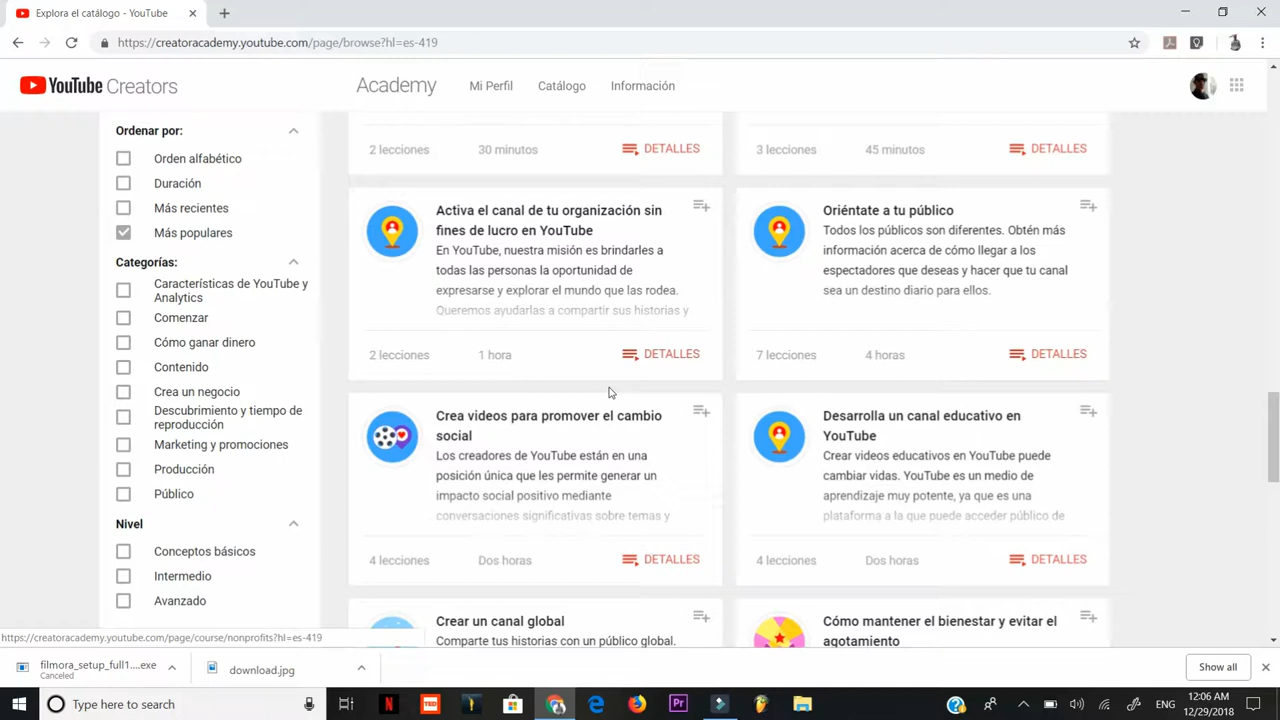 Explora el catálogo - YouTube
https://creatoracademy.youtube.com/page/browse?hl=es-419
YouTube Creators
Academy
Mi Perfil
Catálogo
Información
Ordenar por:
Orden alfabético
Duración
Más recientes
Más populares
Categorías:
Características de YouTube y
Analytics
Comenzar
Cómo ganar dinero
Contenido
Crea un negocio
Descubrimiento y tiempo de
reproducción
Marketing y promociones
Producción
Público
Nivel
Conceptos básicos
Intermedio
Avanzado
2 lecciones
30 minutos
DETALLES
3 lecciones
45 minutos
DETALLES
Activa el canal de tu organización sin
fines de lucro en YouTube
En YouTube, nuestra misión es brindarles a
todas las personas la oportunidad de
expresarse y explorar el mundo que las rodea.
Queremos ayudarlas a compartir sus historias y
2 lecciones
1 hora
DETALLES
Oriéntate a tu público
Todos los públicos son diferentes. Obtén más
información acerca de cómo llegar a los
espectadores que deseas y hacer que tu canal
sea un destino diario para ellos.
7 lecciones
4 horas
DETALLES
Crea videos para promover el cambio
social
Los creadores de YouTube están en una
posición única que les permite generar un
impacto social positivo mediante
conversaciones significativas sobre temas y
4 lecciones
Dos horas
DETALLES
Desarrolla un canal educativo en
YouTube
Crear videos educativos en YouTube puede
cambiar vidas. YouTube es un medio de
aprendizaje muy potente, ya que es una
plataforma a la que puede acceder público de
4 lecciones
Dos horas
DETALLES
Crear un canal global
Comparte tus historias con un público global.
Cómo mantener el bienestar y evitar el
agotamiento
https://creatoracademy.youtube.com/page/course/nonprofits?hl=es-419
filmora_setup_full1....exe
Canceled
download.jpg
Show all
Type here to search
N
TED
Pr
ENG
12:06 AM
12/29/2018